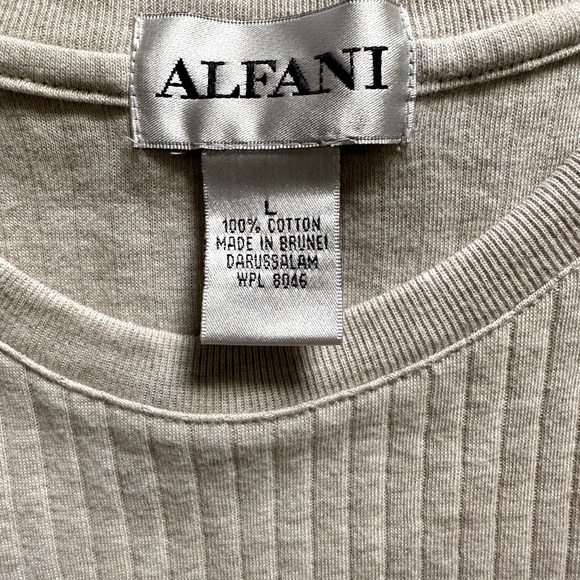 ALFANI
L
100% COTTON
MADE IN BRUNEI
DARUSSALAM
WPL 8046